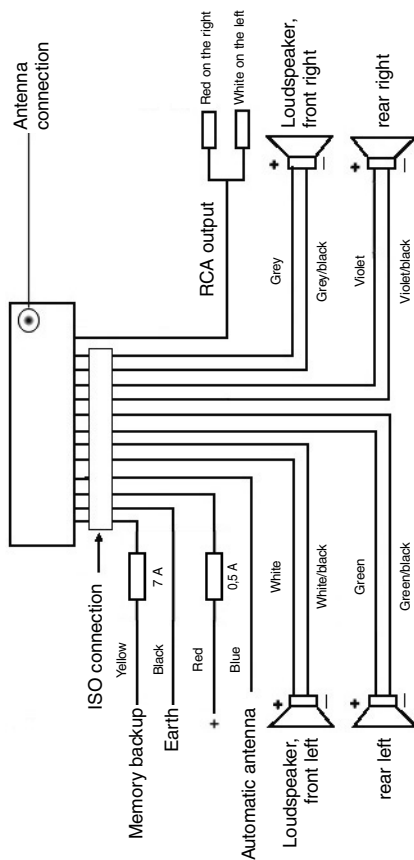 Antenna
connection
Red on the right
White on the left
RCA output
Loudspeaker,
front right
+
–
Grey
Grey/black
rear right
+
–
Violet
Violet/black
ISO connection
Memory backup
Yellow
7 A
Earth
Black
+
Red
0,5 A
Automatic antenna
Blue
Loudspeaker,
front left
+
–
White
White/black
rear left
+
–
Green
Green/black